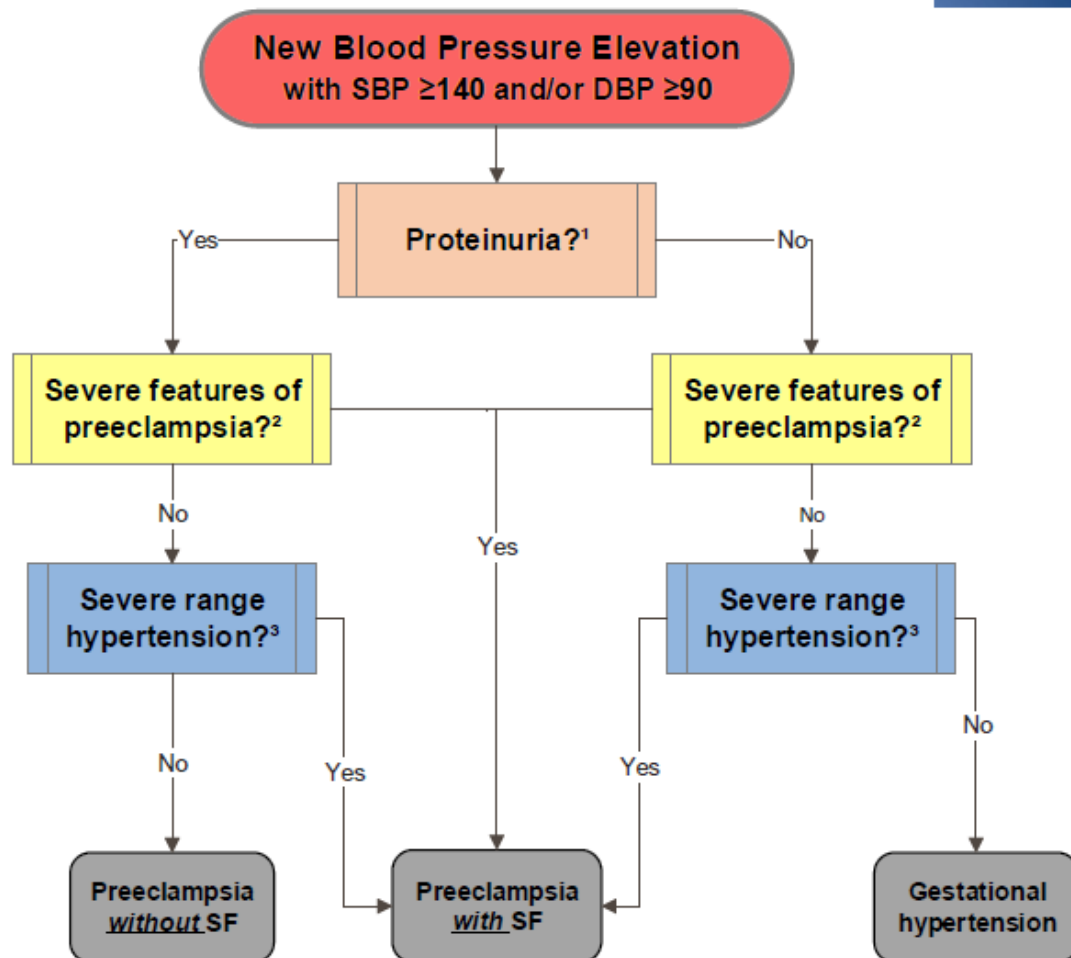 New Blood Pressure Elevation
with SBP ≥140 and/or DBP ≥90
Proteinuria?¹
Yes
No
Severe features of
preeclampsia?²
Severe features of
preeclampsia?²
No
Yes
No
Severe range
hypertension?³
Severe range
hypertension?³
No
Yes
Yes
No
Preeclampsia
without SF
Preeclampsia
with SF
Gestational
hypertension